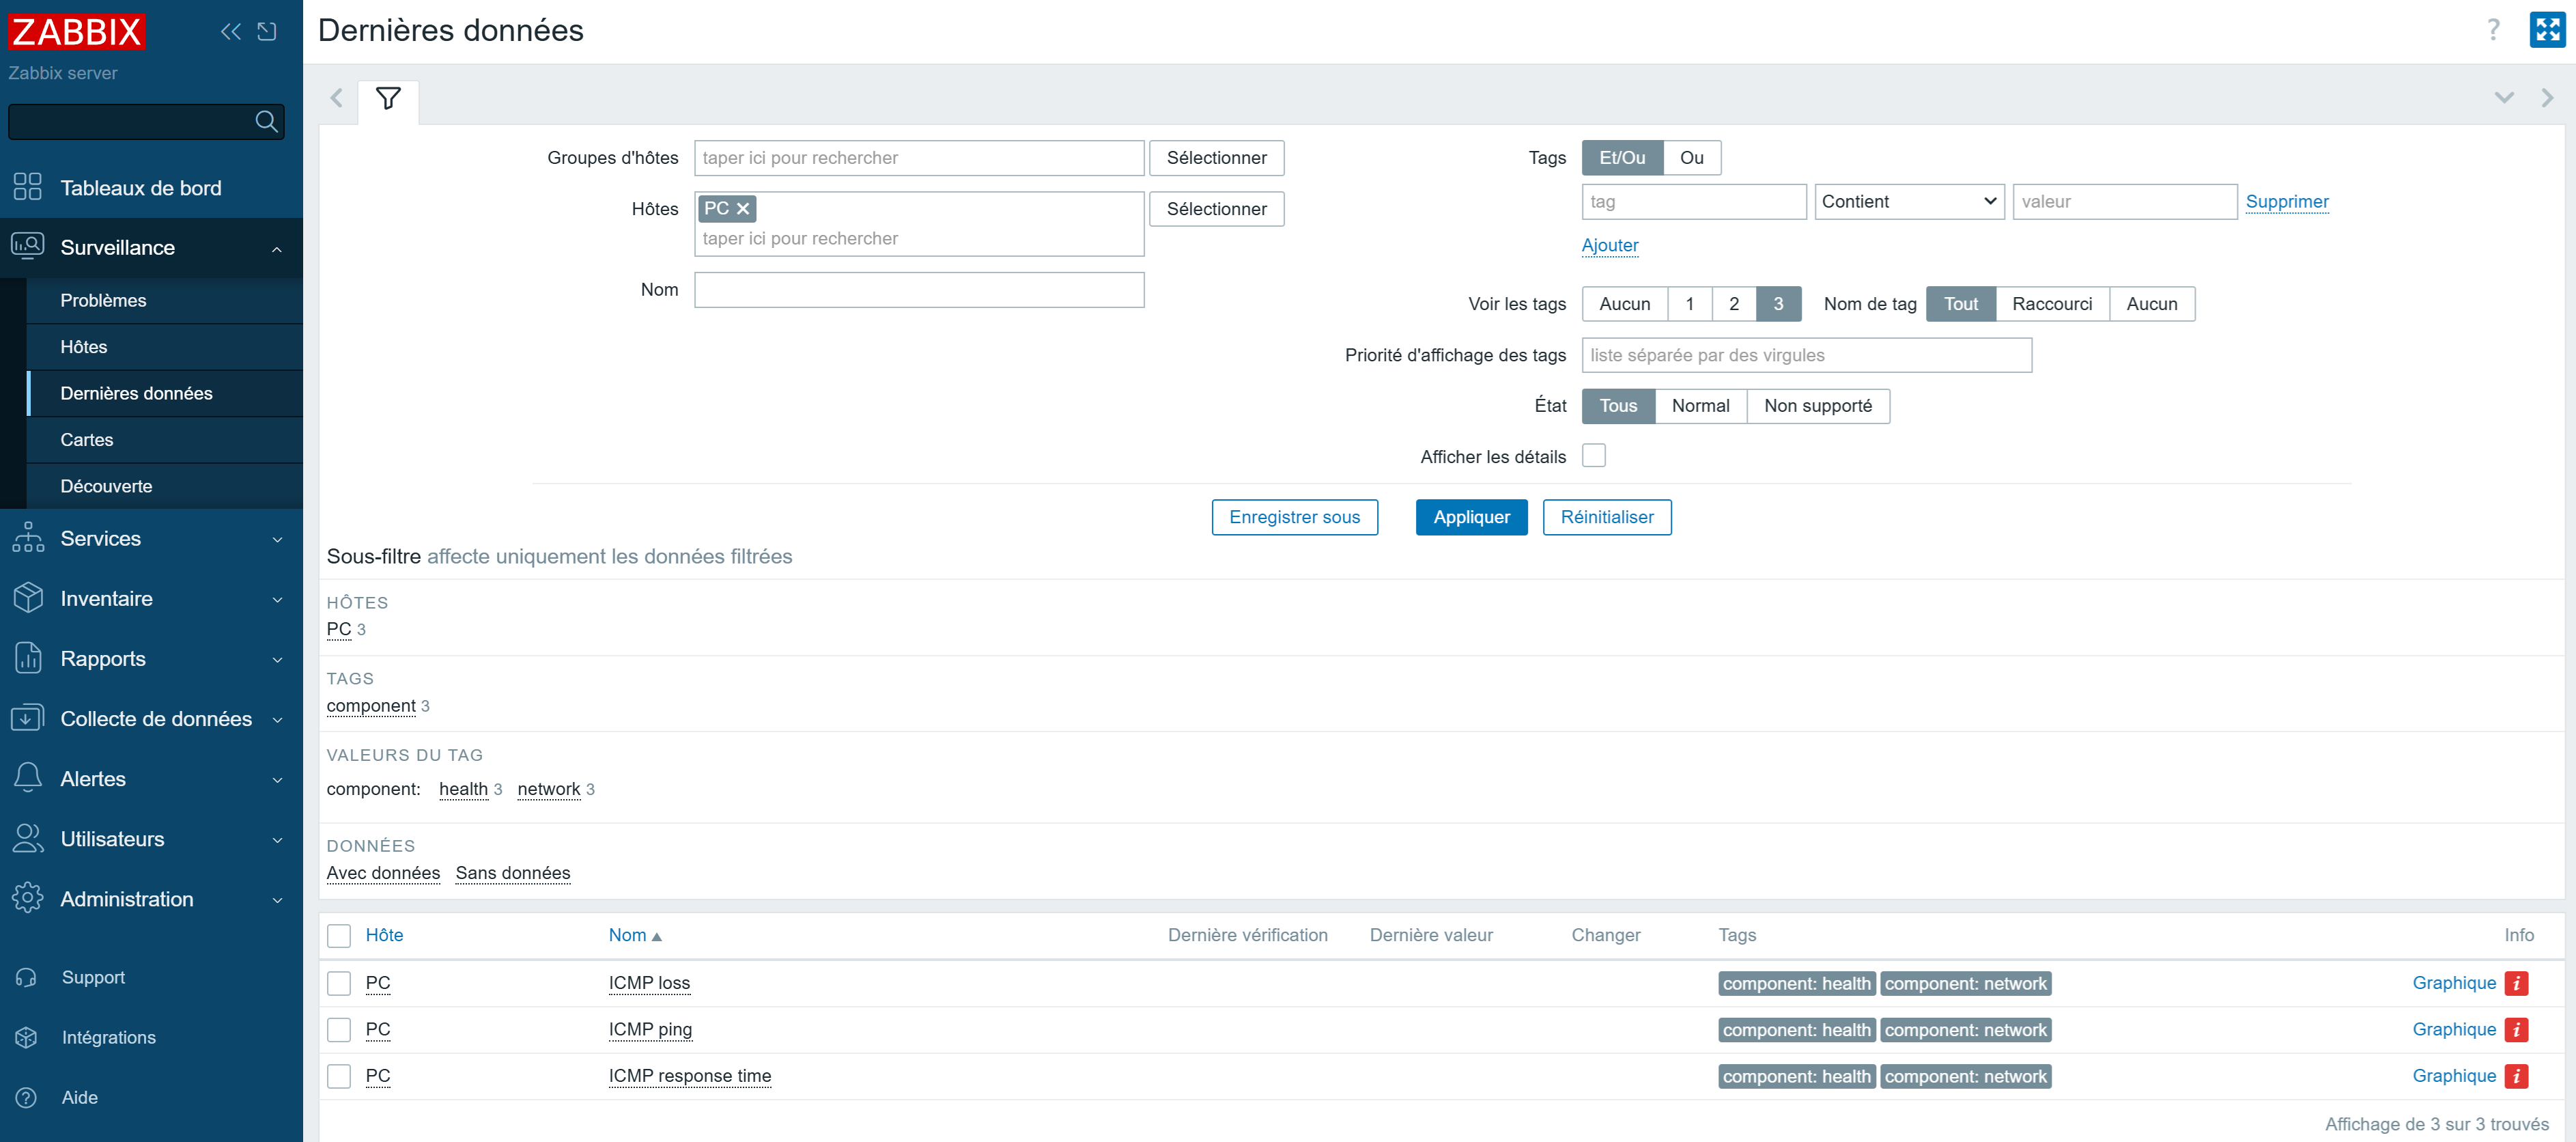 ZABBIX
Zabbix server
Tableaux de bord
Surveillance
Problèmes
Hôtes
Dernières données
Cartes
Découverte
Services
Inventaire
Rapports
Collecte de données
Alertes
Utilisateurs
Administration
Support
Intégrations
Aide
Dernières données
?
Groupes d'hôtes taper ici pour rechercher Sélectionner
Hôtes PC Sélectionner
taper ici pour rechercher
Nom
Tags Et/Ou Ou
tag Contient valeur Supprimer
Ajouter
Voir les tags Aucun 1 2 3 Nom de tag Tout Raccourci Aucun
Priorité d'affichage des tags liste séparée par des virgules
État Tous Normal Non supporté
Afficher les détails
Enregistrer sous Appliquer Réinitialiser
Sous-filtre affecte uniquement les données filtrées
HÔTES
PC 3
TAGS
component 3
VALEURS DU TAG
component: health 3 network 3
DONNÉES
Avec données Sans données
Hôte Nom Dernière vérification Dernière valeur Changer Tags Info
PC ICMP loss component: health component: network Graphique i
PC ICMP ping component: health component: network Graphique i
PC ICMP response time component: health component: network Graphique i
Affichage de 3 sur 3 trouvés